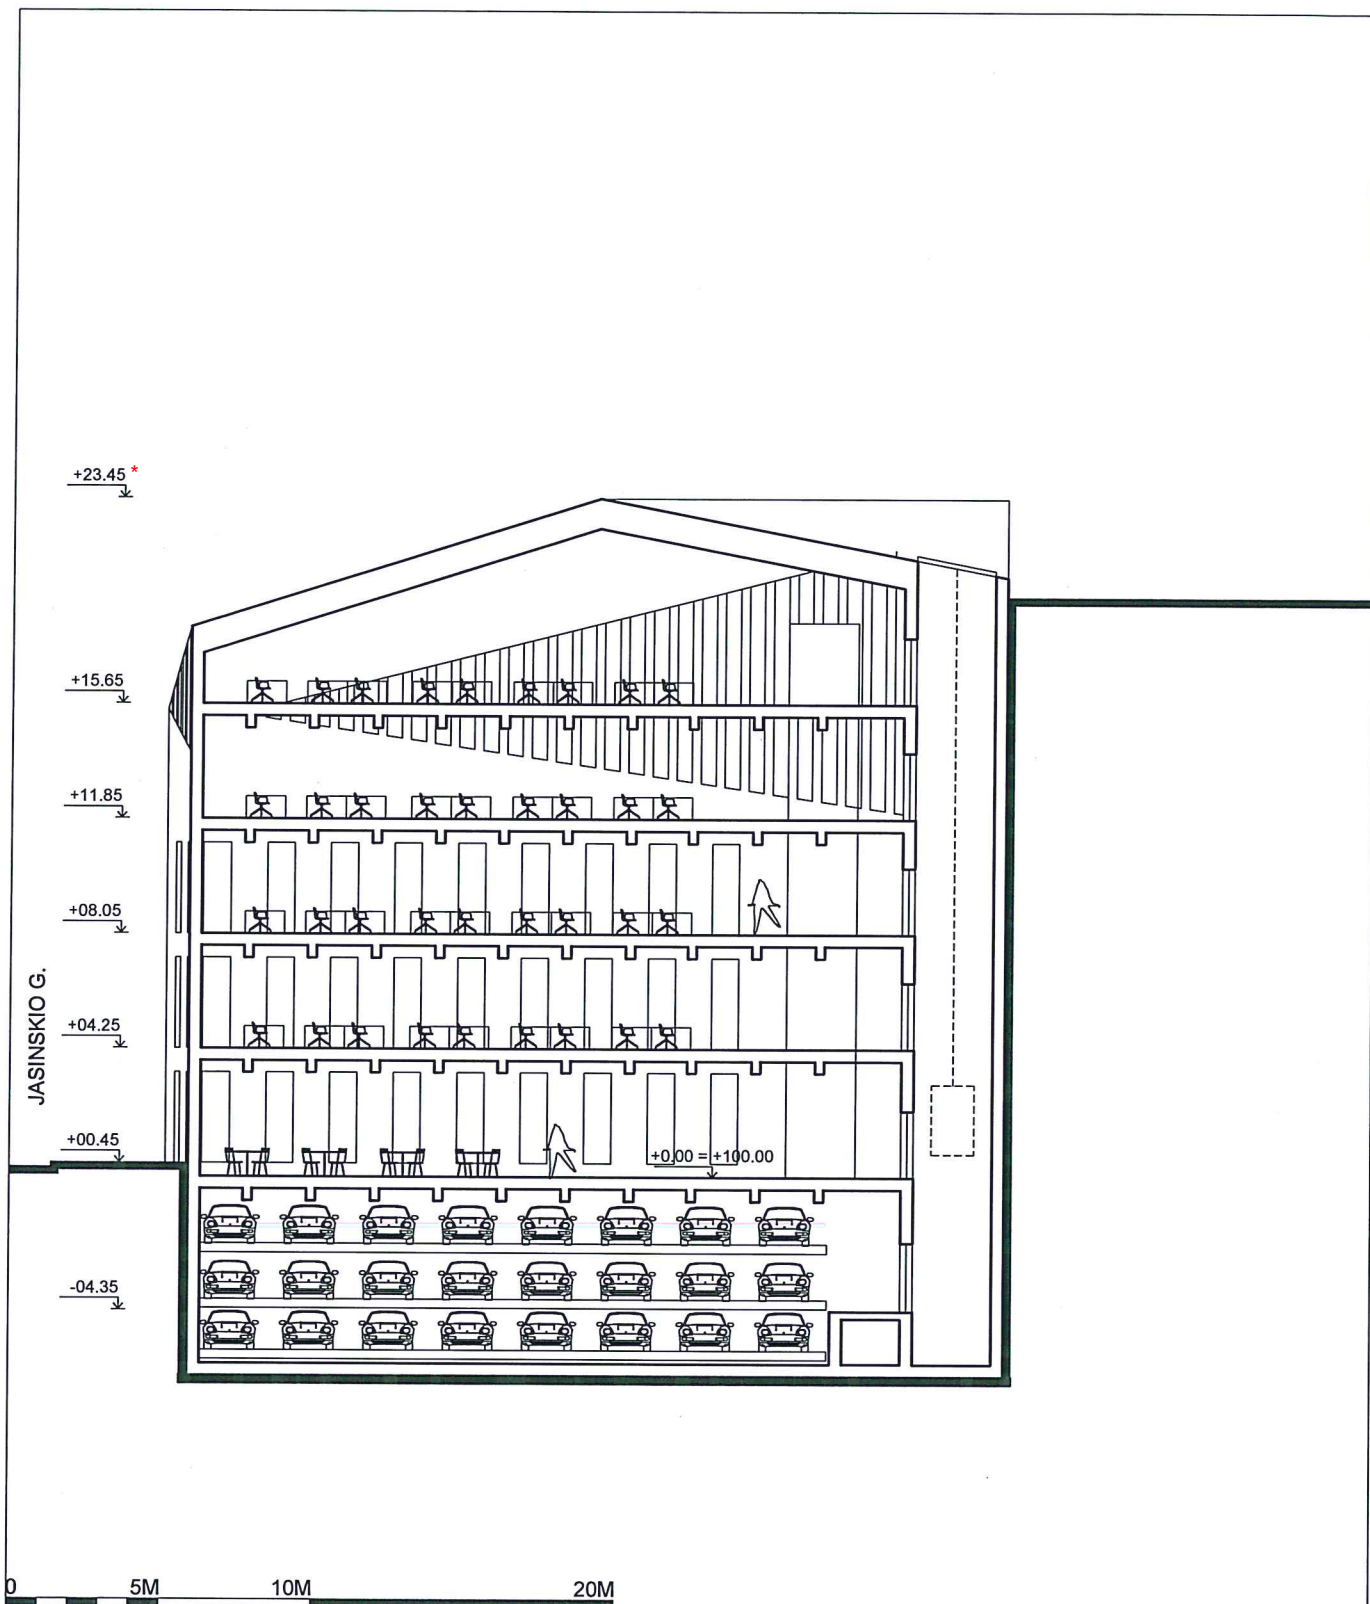 +23.45 *
+15.65
+11.85
+08.05
JASINSKIO G.
+04.25
+00.45
+0.00 = +100.00
-04.35
0 5M 10M 20M